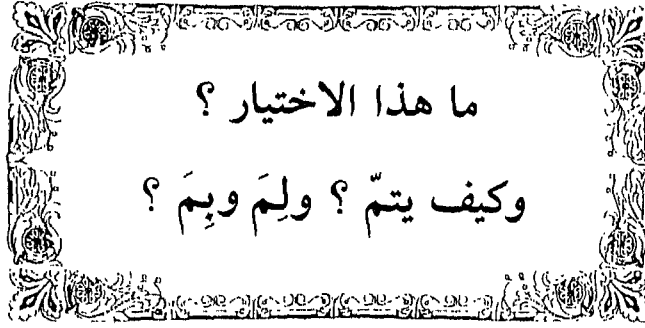 ما هذا الاختيار ؟
وكيف يتمّ ؟ ولِمَ وبِمَ ؟